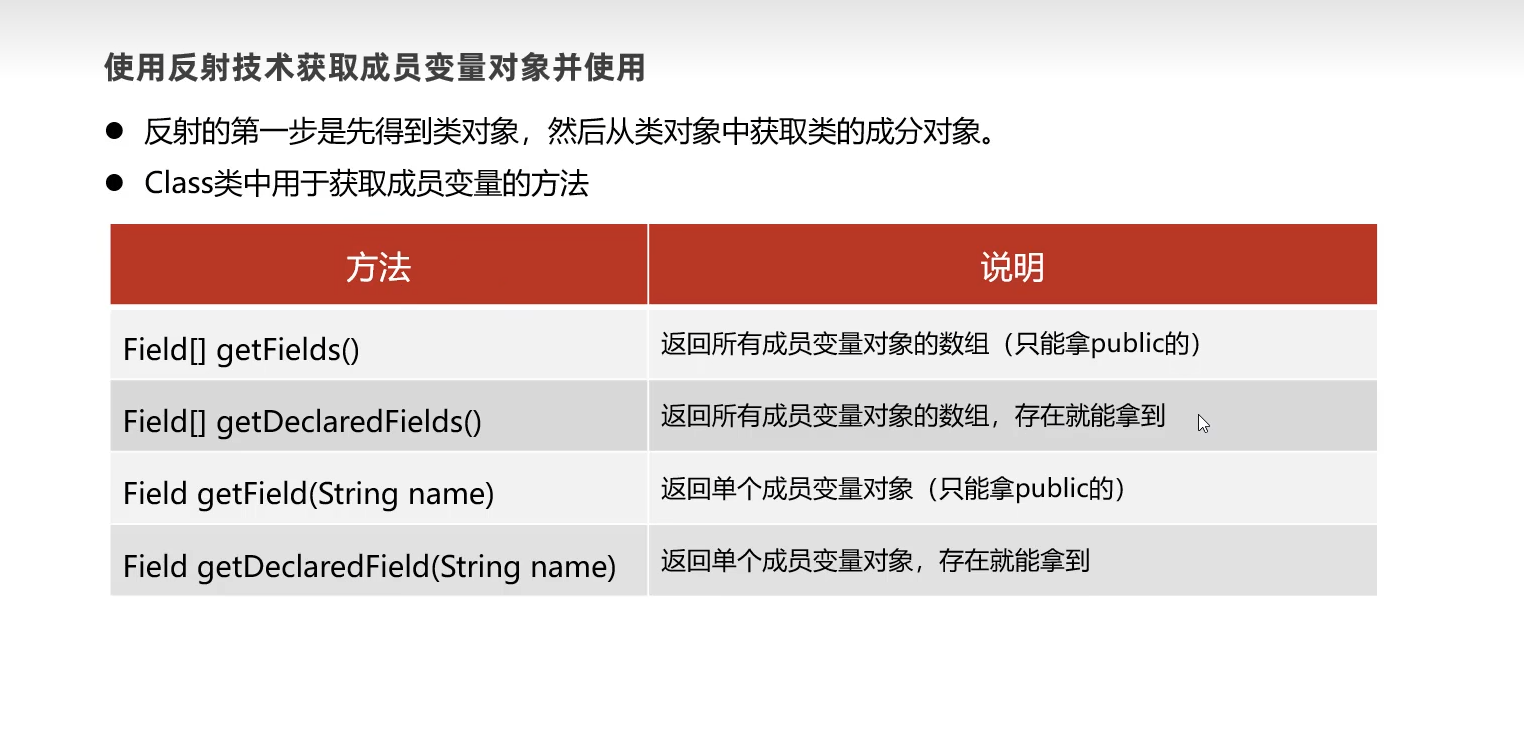 使用反射技术获取成员变量对象并使用
● 反射的第一步是先得到类对象，然后从类对象中获取类的成分对象。
● Class类中用于获取成员变量的方法
方法 说明
Field[] getFields() 返回所有成员变量对象的数组（只能拿public的）
Field[] getDeclaredFields() 返回所有成员变量对象的数组，存在就能拿到
Field getField(String name) 返回单个成员变量对象（只能拿public的）
Field getDeclaredField(String name) 返回单个成员变量对象，存在就能拿到